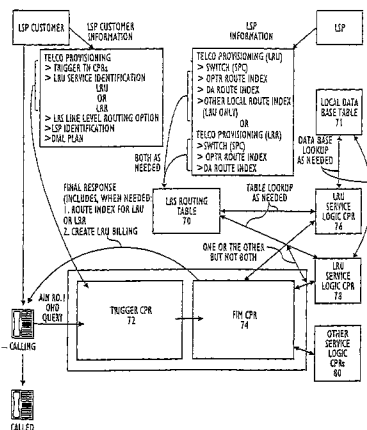 LSP CUSTOMER
LSP CUSTOMER
INFORMATION
LSP
INFORMATION
LSP
TELCO PROVISIONING
> TRIGGER TN CPRs
> LRU SERVICE IDENTIFICATION
LRU
OR
LRR
> LRS LINE LEVEL ROUTING OPTION
> LSP IDENTIFICATION
> DIAL PLAN
TELCO PROVISIONING (LRU)
> SWITCH (SPC)
> OPTR ROUTE INDEX
> DA ROUTE INDEX
> OTHER LOCAL ROUTE INDEX
(LRU ONLY)
OR
TELCO PROVISIONING (LRR)
> SWITCH (SPC)
> OPTR ROUTE INDEX
> DA ROUTE INDEX
LOCAL DATA
BASE TABLE
71
DATA BASE
LOOKUP
AS NEEDED
BOTH AS
NEEDED
TABLE LOOKUP
AS NEEDED
FINAL RESPONSE
(INCLUDES, WHEN NEEDED:
1. ROUTE INDEX FOR LRU
OR LRR
2. CREATE LRU BILLING
LRS ROUTING
TABLE
70
LRU
SERVICE
LOGIC CPR
76
ONE OR THE OTHER
BUT NOT BOTH
LRU
SERVICE
LOGIC CPR
78
AIN RO.1
OHD
QUERY
TRIGGER CPR
72
FIM CPR
74
OTHER
SERVICE
LOGIC
CPRs
80
CALLING
CALLED